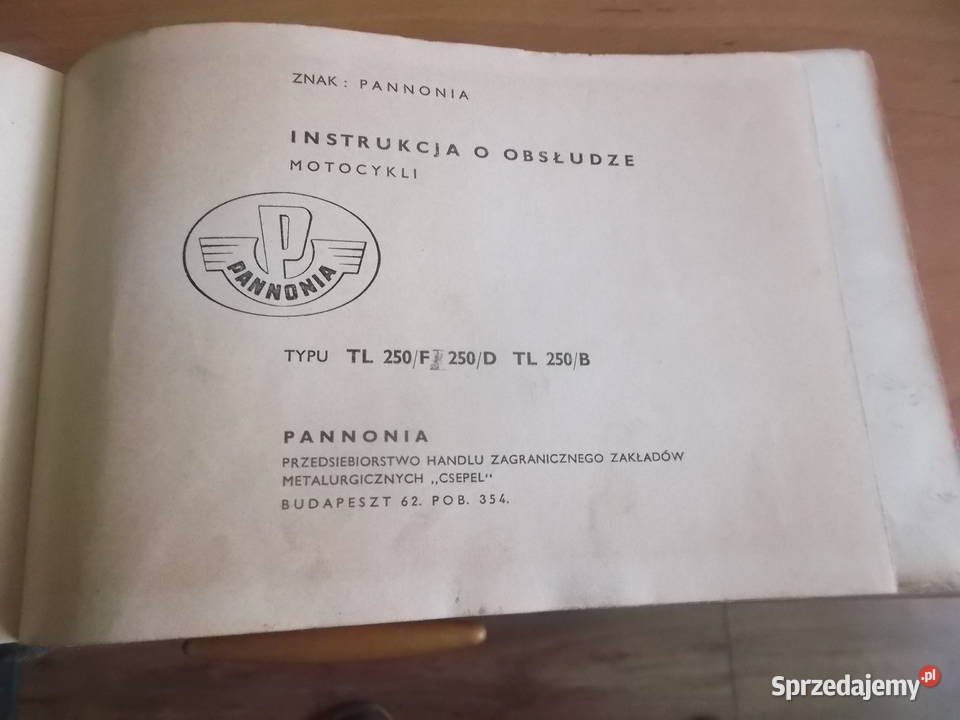 ZNAK: PANNONIA
INSTRUKCJA O OBSŁUDZE
MOTOCYKLI
P
PANNONIA
TYPU TL 250/F 250/D TL 250/B
PANNONIA
PRZEDSIEBIORSTWO HANDLU ZAGRANICZNEGO ZAKŁADÓW
METALURGICZNYCH „CSEPEL"
BUDAPESZT 62. POB. 354.
Sprzedajemy.pl